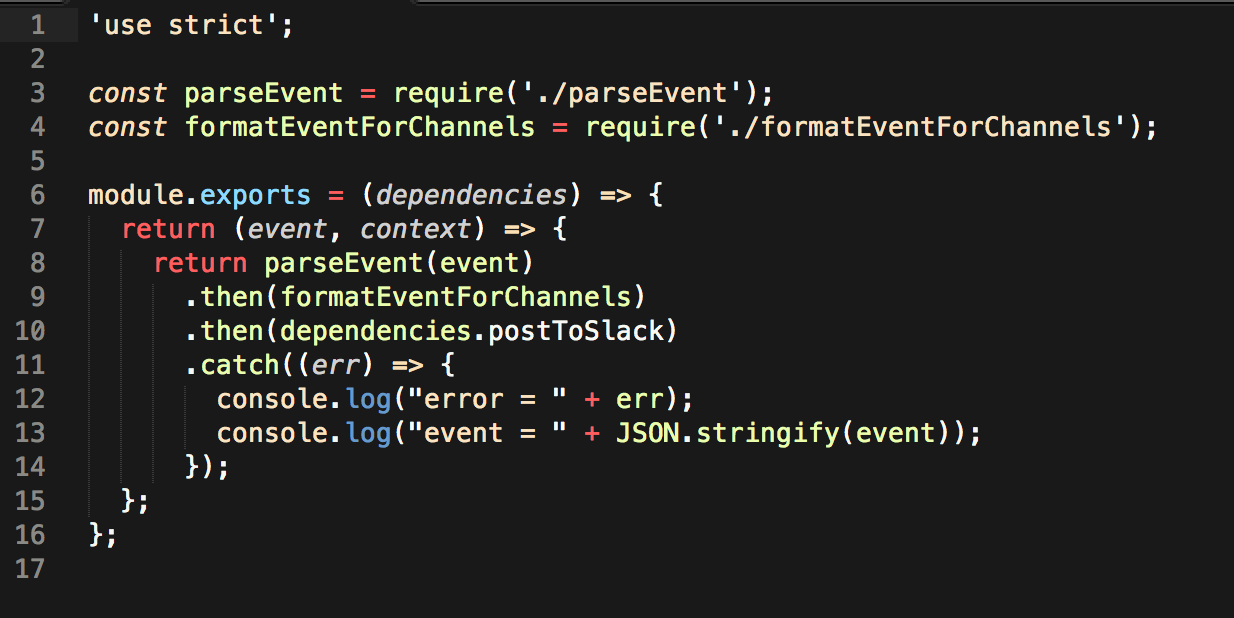 1 'use strict';
2
3 const parseEvent = require('./parseEvent');
4 const formatEventForChannels = require('./formatEventForChannels');
5
6 module.exports = (dependencies) => {
7   return (event, context) => {
8     return parseEvent(event)
9       .then(formatEventForChannels)
10       .then(dependencies.postToSlack)
11       .catch((err) => {
12         console.log("error = " + err);
13         console.log("event = " + JSON.stringify(event));
14       });
15   };
16 };
17